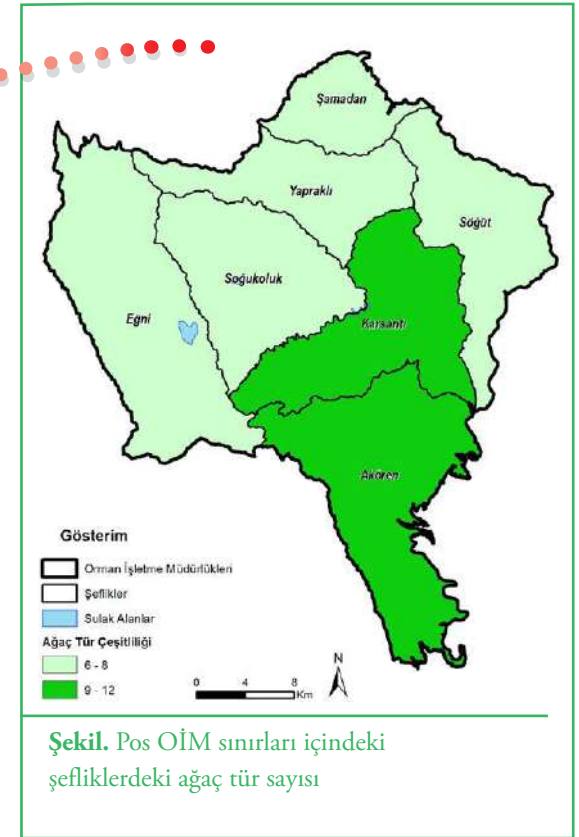 Şamadan
Yapraklı
Söğüt
Soğukoluk
Eğni
Karsantı
Akören
Gösterim
Orman İşletme Müdürlükleri
Şeflikler
Sulak Alanlar
Ağaç Tür Çeşitliliği
6 - 8
9 - 12
0 4 8
Km
N
Şekil. Pos OİM sınırları içindeki
şefliklerdeki ağaç tür sayısı